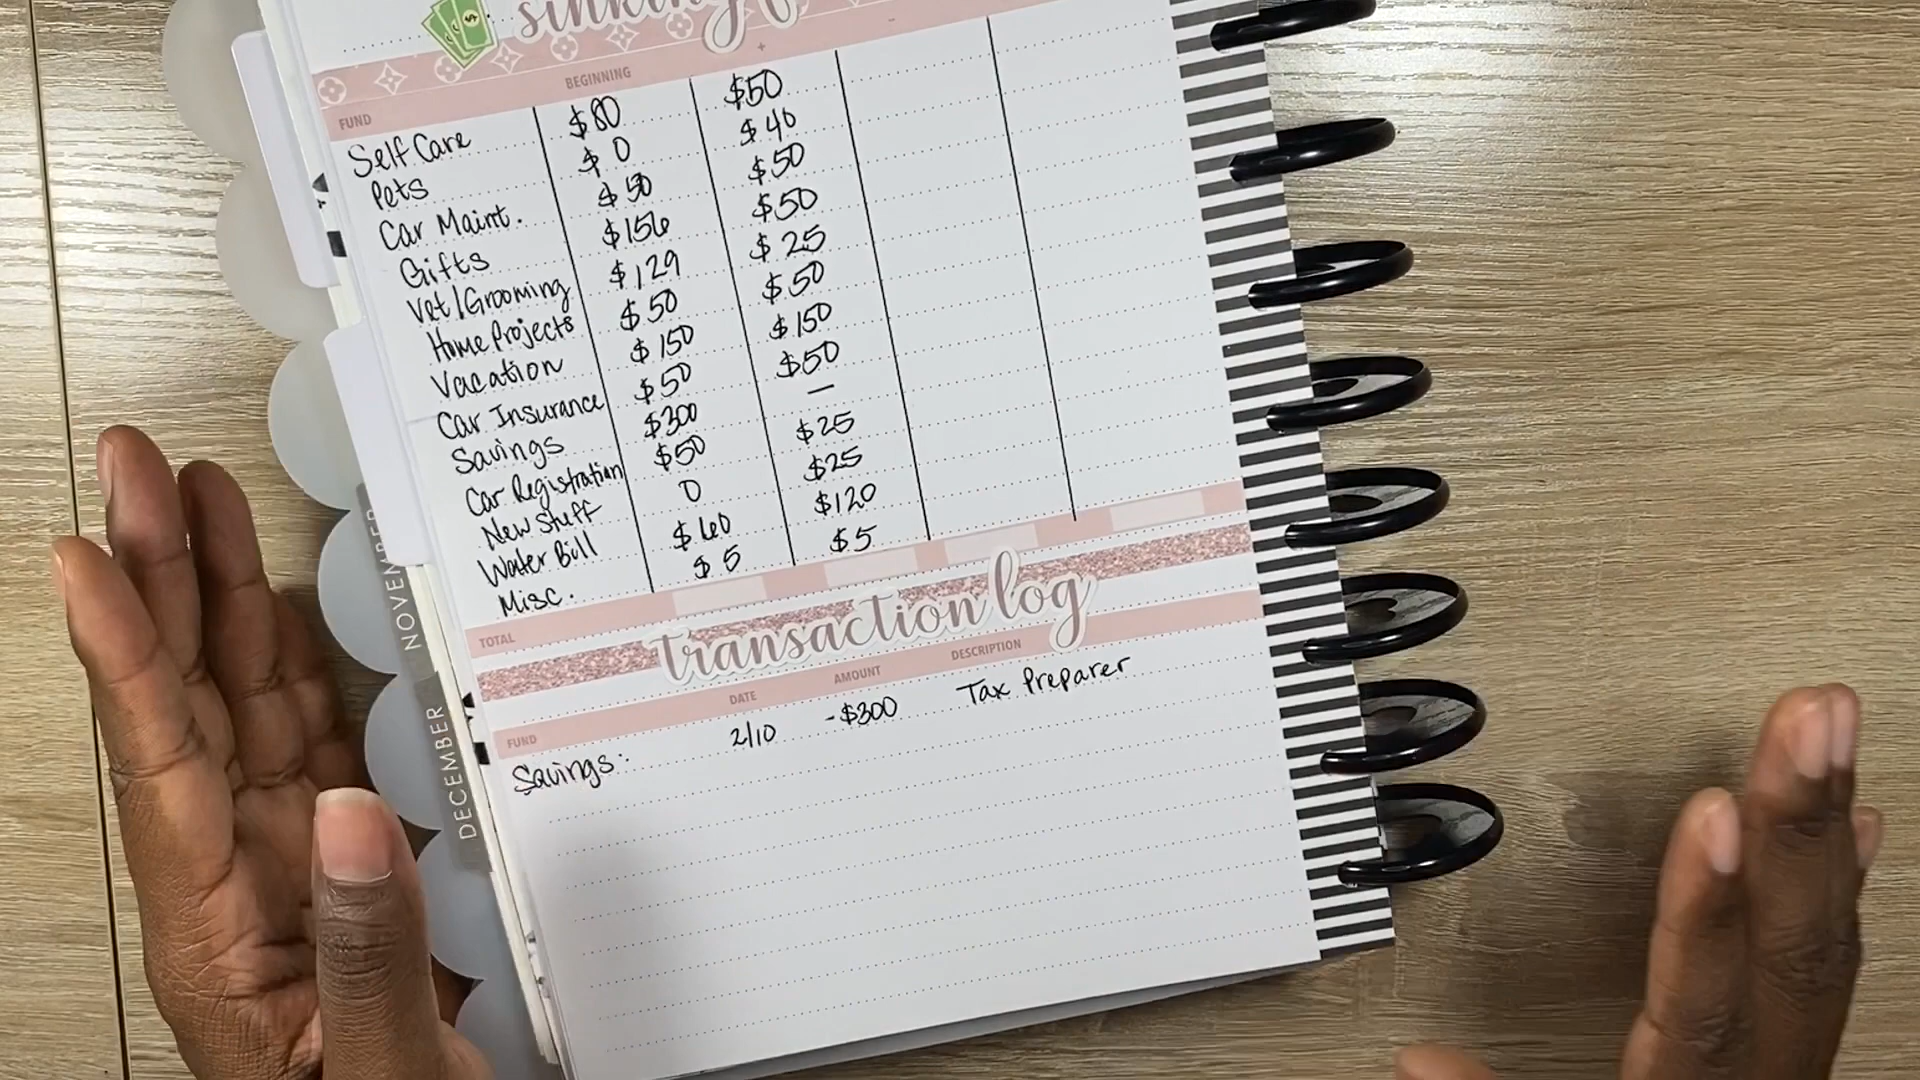 sinking
+ -
FUND BEGINNING
Self Care $80 $50
Pets $0 $40
Car Maint. $50 $50
Gifts $156 $50
Vet/Grooming $129 $25
Home Projects $50 $50
Vacation $150 $150
Car Insurance $50 $50
Savings $300 —
Car Registration $50 $25
New Stuff 0 $25
Water Bill $60 $120
Misc. $5 $5
TOTAL
transaction log
FUND DATE AMOUNT DESCRIPTION
Savings: 2/10 -$300 Tax Preparer
NOVEMBER
DECEMBER